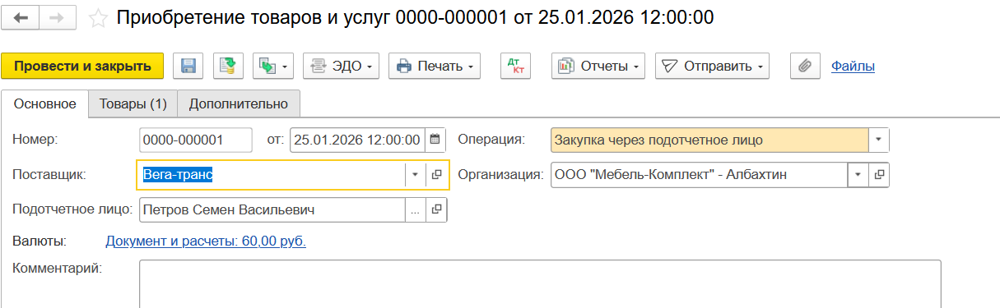 Приобретение товаров и услуг 0000-000001 от 25.01.2026 12:00:00
Провести и закрыть ЭДО Печать Дт Кт Отчеты Отправить Файлы
Основное Товары (1) Дополнительно
Номер: 0000-000001 от: 25.01.2026 12:00:00 Операция: Закупка через подотчетное лицо
Поставщик: Вега-транс Организация: ООО "Мебель-Комплект" - Албахтин
Подотчетное лицо: Петров Семен Васильевич ...
Валюты: Документ и расчеты: 60,00 руб.
Комментарий: